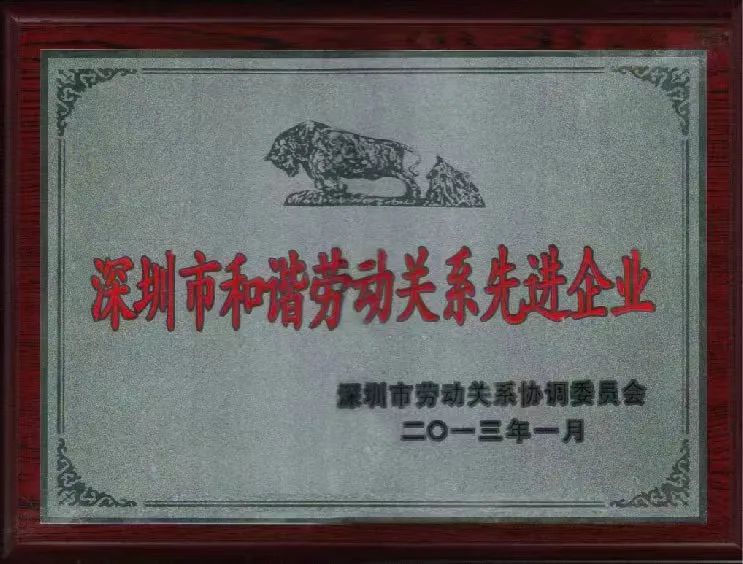 深圳市和谐劳动关系先进企业
深圳市劳动关系协调委员会
二〇一三年一月